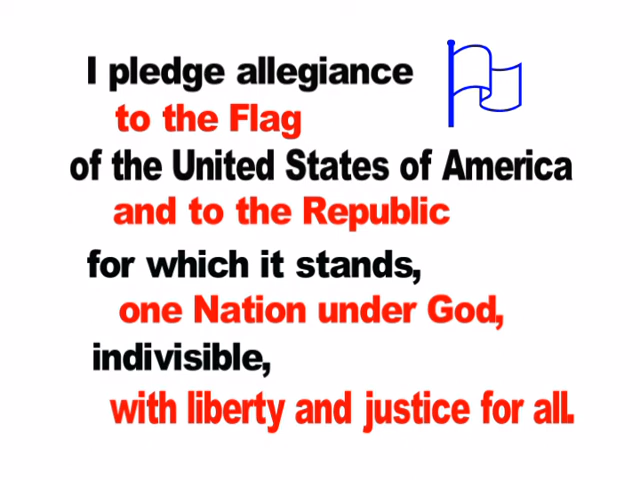 I pledge allegiance
to the Flag
of the United States of America
and to the Republic
for which it stands,
one Nation under God,
indivisible,
with liberty and justice for all.